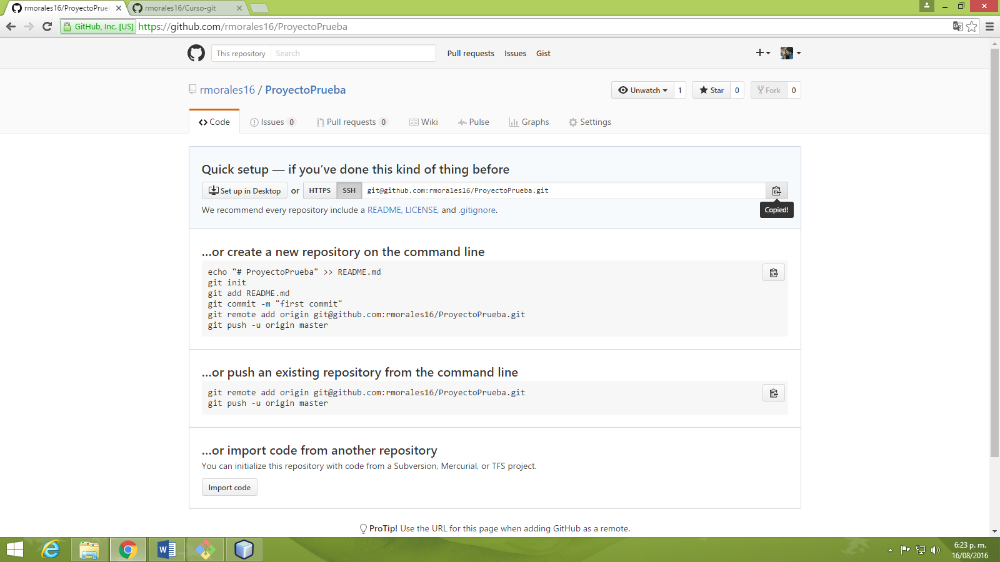 rmorales16/ProyectoPrueb
rmorales16/Curso-git
GitHub, Inc. [US]
https://github.com/rmorales16/ProyectoPrueba
This repository
Search
Pull requests
Issues
Gist
rmorales16 / ProyectoPrueba
Unwatch
1
Star
0
Fork
0
Code
Issues 0
Pull requests 0
Wiki
Pulse
Graphs
Settings
Quick setup — if you’ve done this kind of thing before
Set up in Desktop
or
HTTPS
SSH
git@github.com:rmorales16/ProyectoPrueba.git
We recommend every repository include a README, LICENSE, and .gitignore.
Copied!
…or create a new repository on the command line
echo "# ProyectoPrueba" >> README.md
git init
git add README.md
git commit -m "first commit"
git remote add origin git@github.com:rmorales16/ProyectoPrueba.git
git push -u origin master
…or push an existing repository from the command line
git remote add origin git@github.com:rmorales16/ProyectoPrueba.git
git push -u origin master
…or import code from another repository
You can initialize this repository with code from a Subversion, Mercurial, or TFS project.
Import code
ProTip! Use the URL for this page when adding GitHub as a remote.
6:23 p. m.
16/08/2016